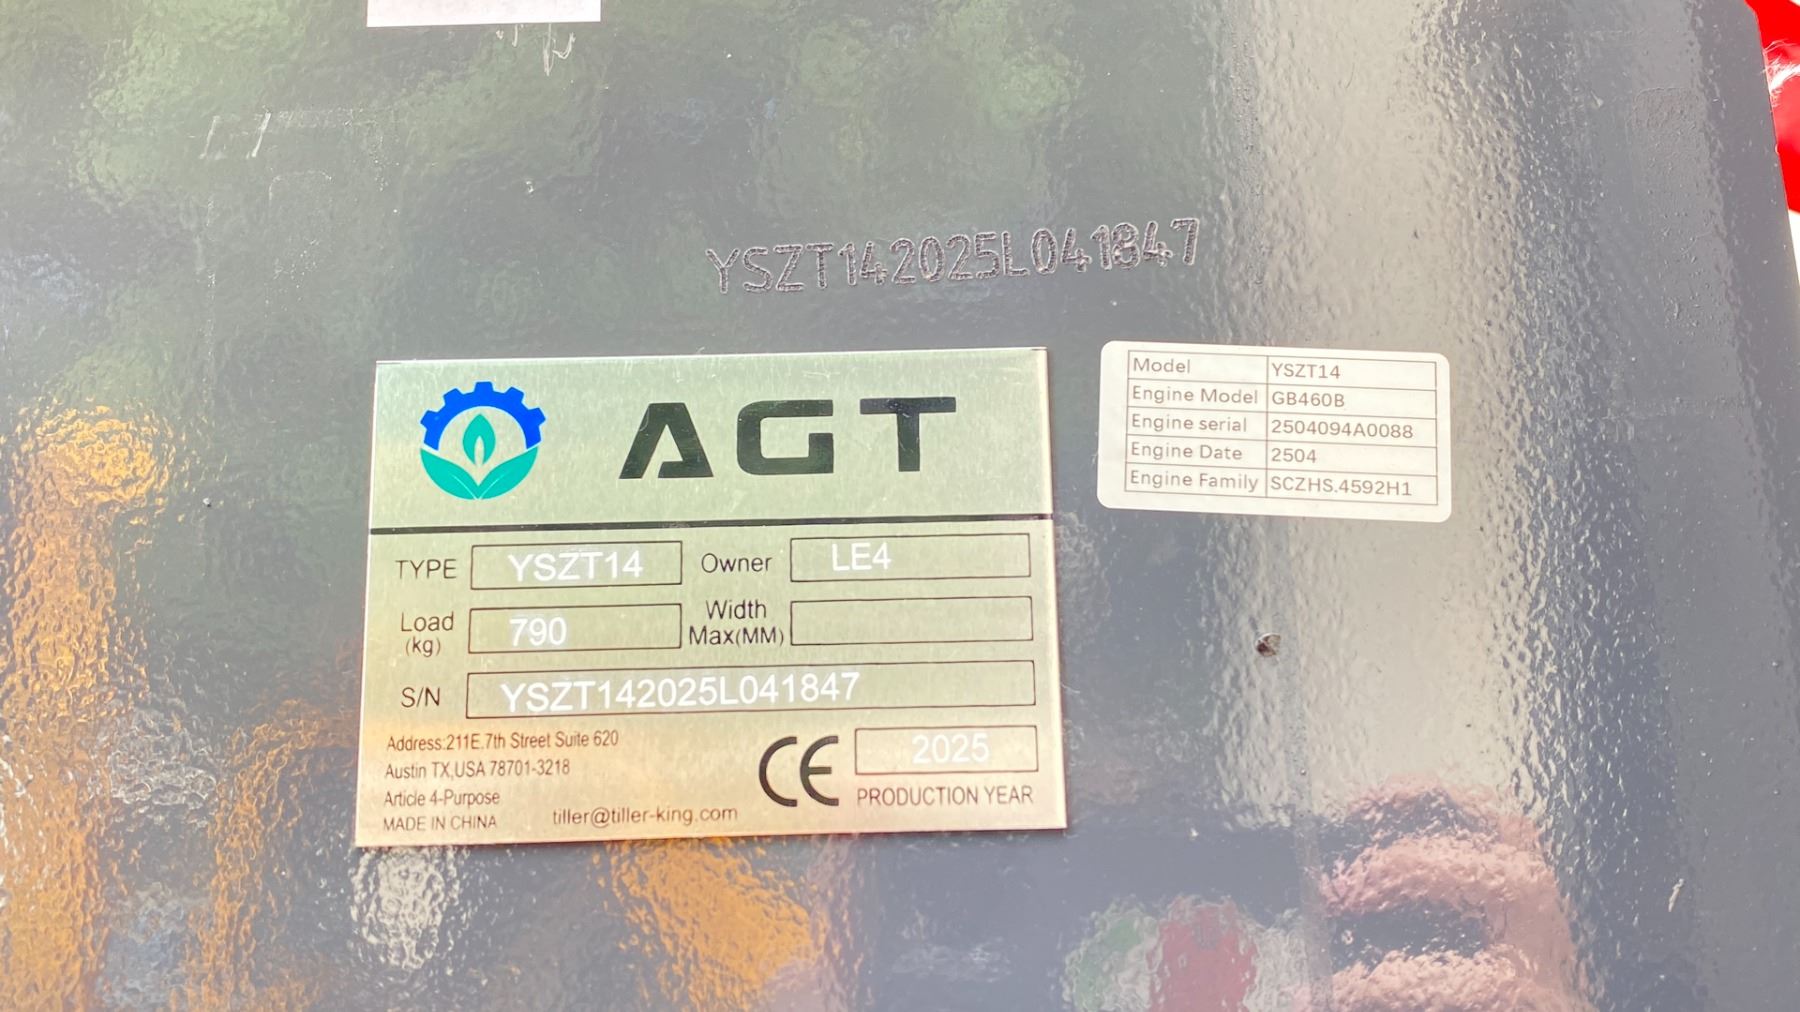 YSZT142025L041847
AGT
TYPE YSZT14 Owner LE4
Load (kg) 790 Width Max(MM)
S/N YSZT142025L041847
Address:211E.7th Street Suite 620
Austin TX,USA 78701-3218
Article 4-Purpose
MADE IN CHINA
tiller@tiller-king.com
CE
2025
PRODUCTION YEAR
Model YSZT14
Engine Model GB460B
Engine serial 2504094A0088
Engine Date 2504
Engine Family SCZHS.4592H1